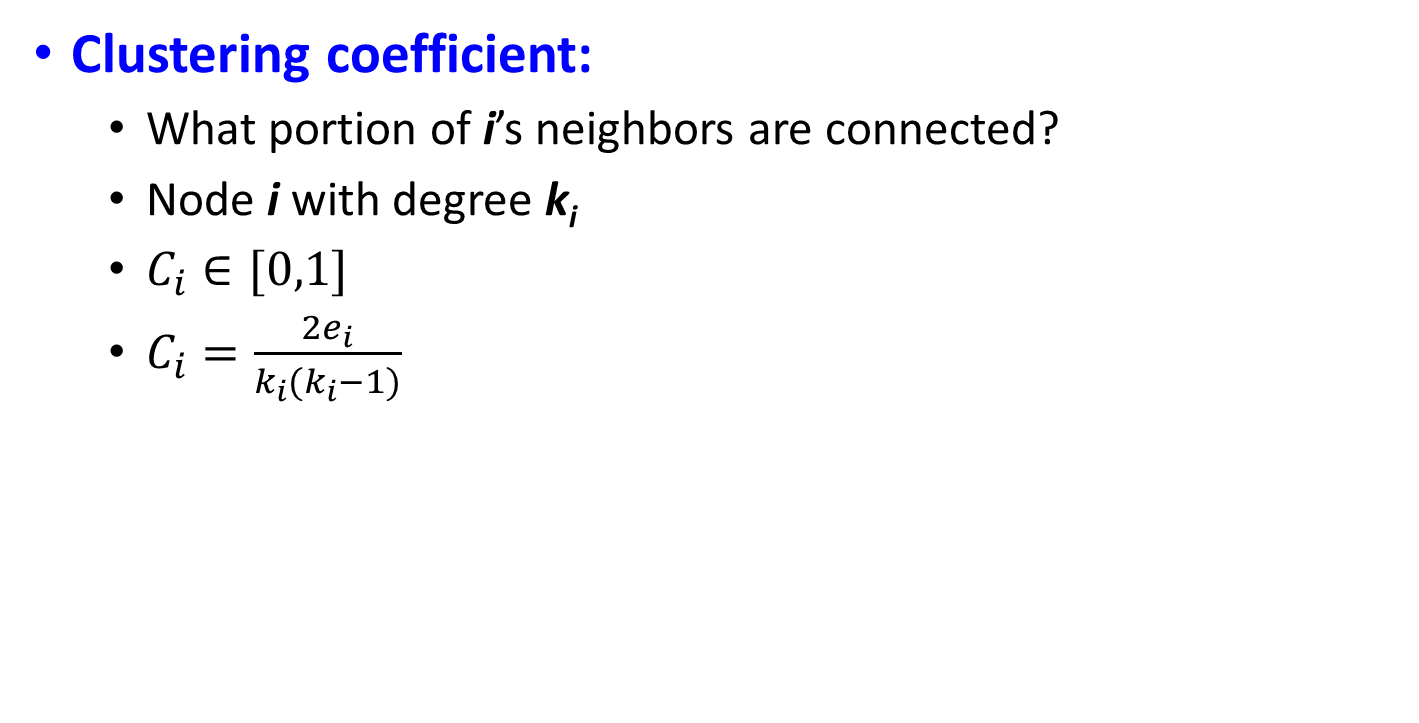 • Clustering coefficient:
• What portion of i’s neighbors are connected?
• Node i with degree kᵢ
• 𝐶ᵢ ∈ [0,1]
• 𝐶ᵢ = 2𝑒ᵢ / 𝑘ᵢ(𝑘ᵢ−1)